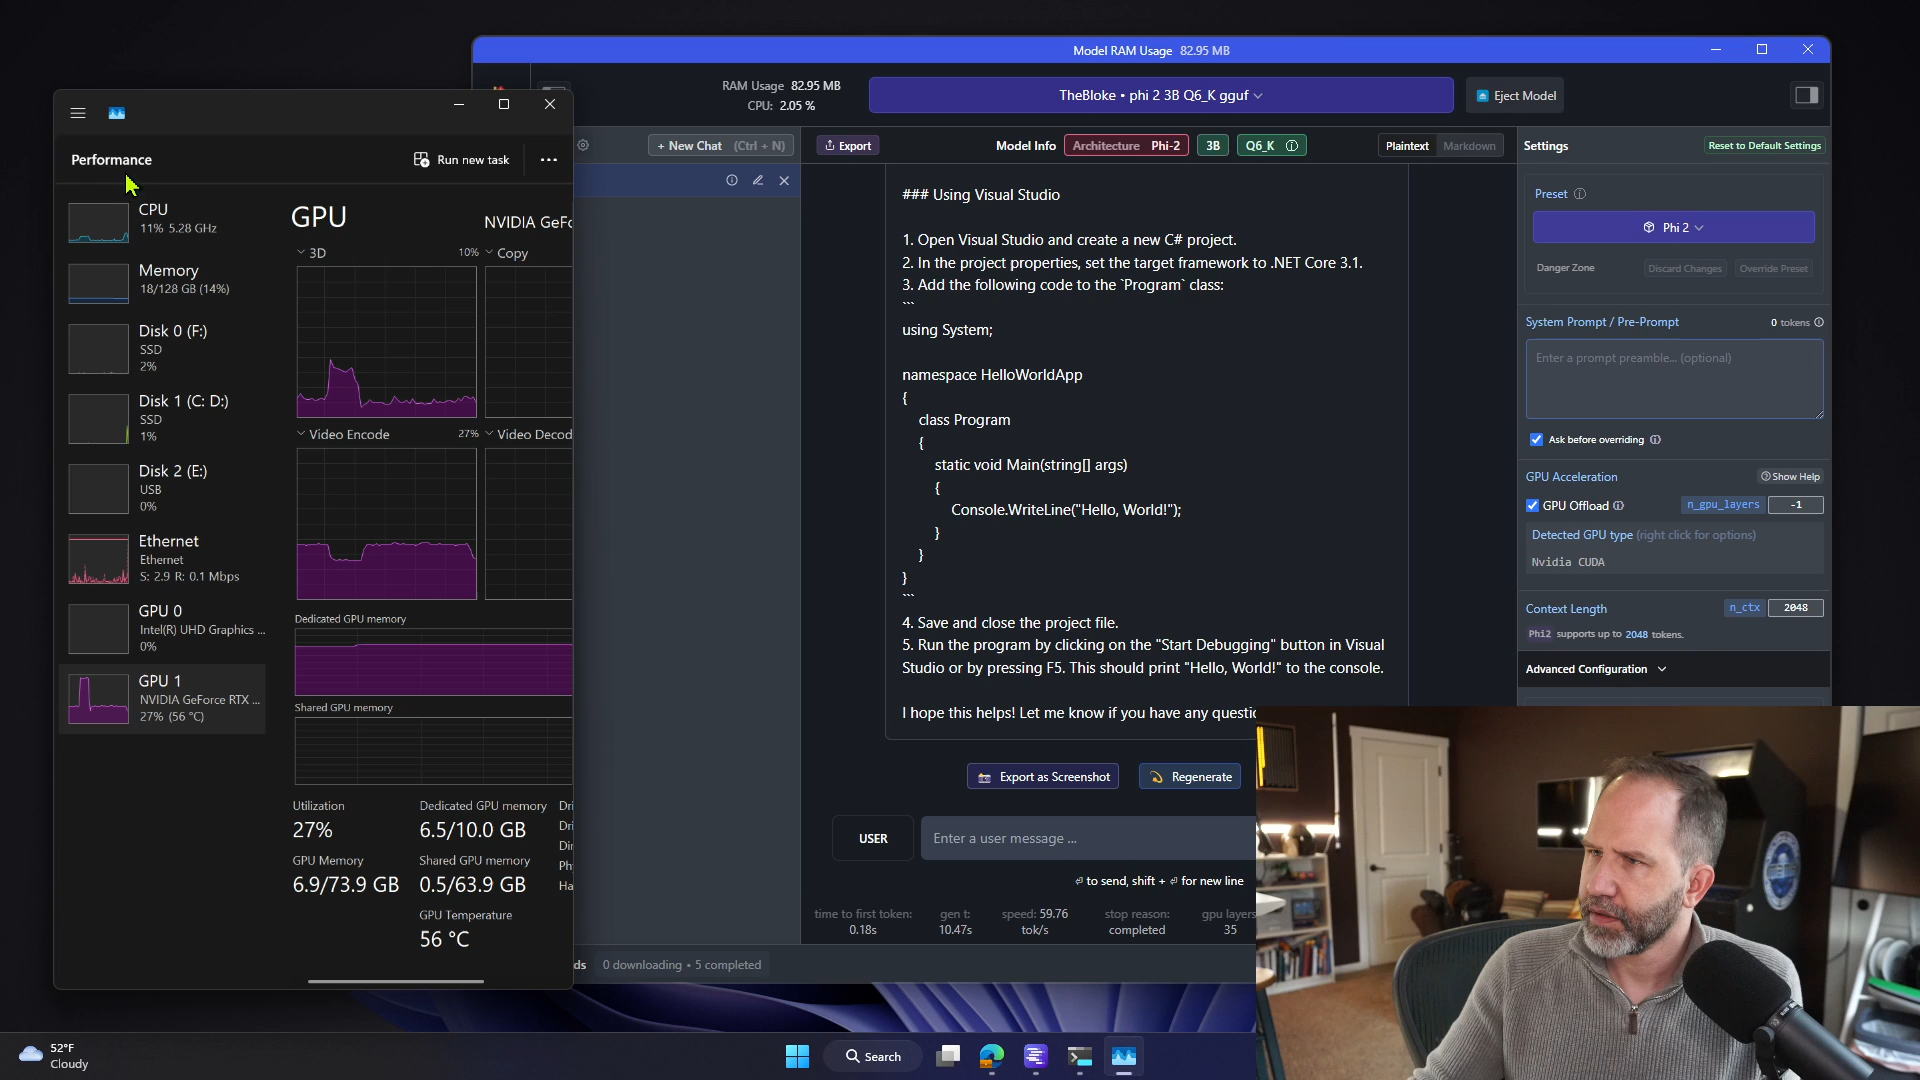 Model RAM Usage 82.95 MB
RAM Usage 82.95 MB
CPU: 2.05 %
TheBloke • phi 2 3B Q6_K gguf
Eject Model
Performance
Run new task
CPU
11% 5.28 GHz
Memory
18/128 GB (14%)
Disk 0 (F:)
SSD
2%
Disk 1 (C: D:)
SSD
1%
Disk 2 (E:)
USB
0%
Ethernet
Ethernet
S: 2.9 R: 0.1 Mbps
GPU 0
Intel(R) UHD Graphics ...
0%
GPU 1
NVIDIA GeForce RTX ...
27% (56 °C)
GPU
NVIDIA GeFo
3D 10%
Copy
Video Encode 27%
Video Decod
Dedicated GPU memory
Shared GPU memory
Utilization
27%
Dedicated GPU memory
6.5/10.0 GB
GPU Memory
6.9/73.9 GB
Shared GPU memory
0.5/63.9 GB
GPU Temperature
56 °C
Dri
Dri
Dir
Phy
Ha
+ New Chat (Ctrl + N)
Export
Model Info
Architecture Phi-2
3B
Q6_K
Plaintext
Markdown
### Using Visual Studio
1. Open Visual Studio and create a new C# project.
2. In the project properties, set the target framework to .NET Core 3.1.
3. Add the following code to the `Program` class:
```
using System;
namespace HelloWorldApp
{
class Program
{
static void Main(string[] args)
{
Console.WriteLine("Hello, World!");
}
}
}
```
4. Save and close the project file.
5. Run the program by clicking on the "Start Debugging" button in Visual
Studio or by pressing F5. This should print "Hello, World!" to the console.
I hope this helps! Let me know if you have any questio
Export as Screenshot
Regenerate
USER
Enter a user message ...
⏎ to send, shift + ⏎ for new line
time to first token:
0.18s
gen t:
10.47s
speed: 59.76
tok/s
stop reason:
completed
gpu layers
35
ds
0 downloading • 5 completed
Settings
Reset to Default Settings
Preset
Phi 2
Danger Zone
Discard Changes
Override Preset
System Prompt / Pre-Prompt
0 tokens
Enter a prompt preamble... (optional)
Ask before overriding
GPU Acceleration
Show Help
GPU Offload
n_gpu_layers
-1
Detected GPU type (right click for options)
Nvidia CUDA
Context Length
n_ctx
2048
Phi2 supports up to 2048 tokens.
Advanced Configuration
52°F
Cloudy
Search